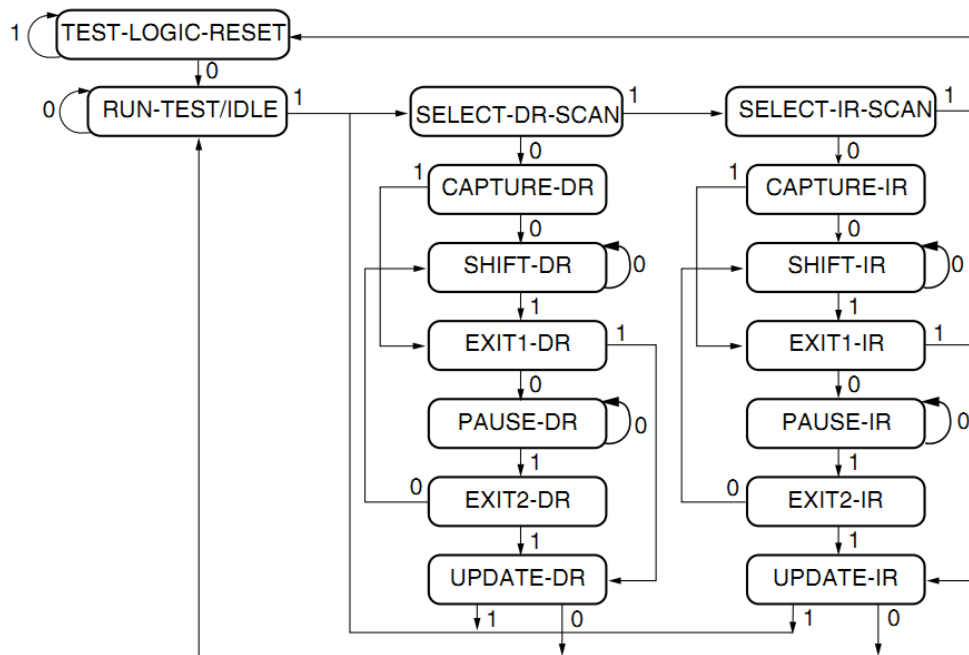 1
TEST-LOGIC-RESET
0
0
RUN-TEST/IDLE
1
SELECT-DR-SCAN
1
SELECT-IR-SCAN
1
0
0
1
CAPTURE-DR
1
CAPTURE-IR
0
0
SHIFT-DR
0
SHIFT-IR
0
1
1
EXIT1-DR
1
EXIT1-IR
1
0
0
PAUSE-DR
0
PAUSE-IR
0
1
1
0
EXIT2-DR
0
EXIT2-IR
1
1
UPDATE-DR
UPDATE-IR
1
0
1
0